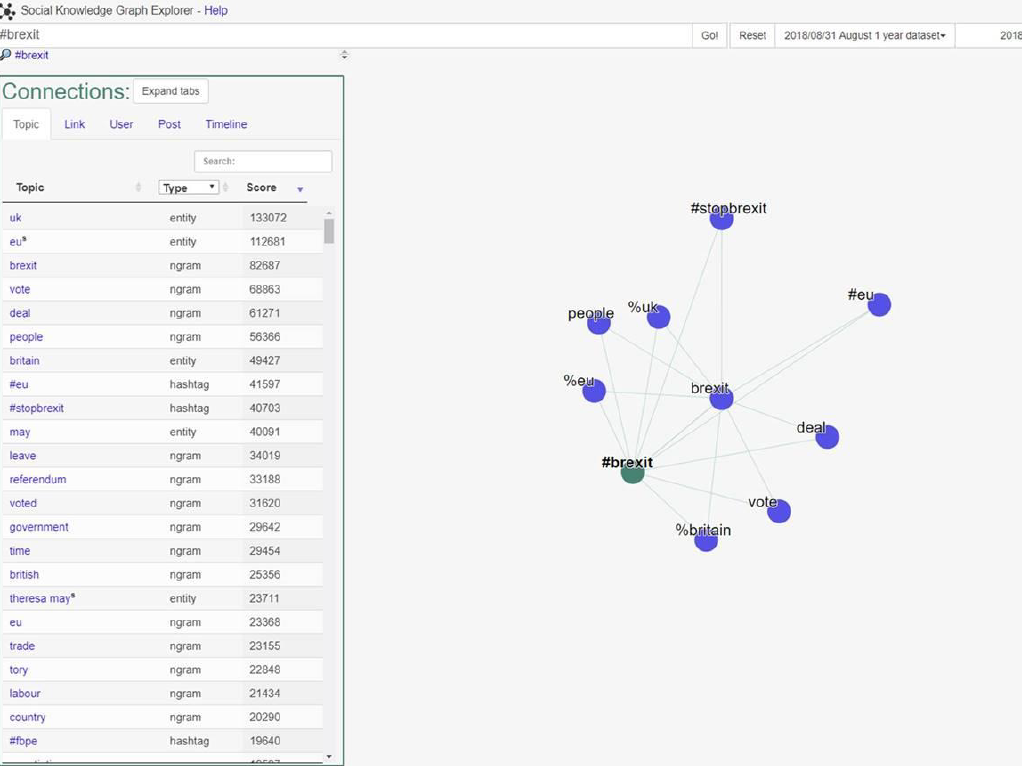 Social Knowledge Graph Explorer - Help
#brexit Go! Reset 2018/08/31 August 1 year dataset 2018
#brexit
Connections: Expand tabs
Topic Link User Post Timeline
Search:
Topic Type Score
uk entity 133072
eu* entity 112681
brexit ngram 82687
vote ngram 68863
deal ngram 61271
people ngram 56366
britain entity 49427
#eu hashtag 41597
#stopbrexit hashtag 40703
may entity 40091
leave ngram 34019
referendum ngram 33188
voted ngram 31620
government ngram 29642
time ngram 29454
british ngram 25356
theresa may* entity 23711
eu ngram 23368
trade ngram 23155
tory ngram 22848
labour ngram 21434
country ngram 20290
#fbpe hashtag 19640
#stopbrexit
#eu
people
%uk
%eu
brexit
deal
#brexit
vote
%britain